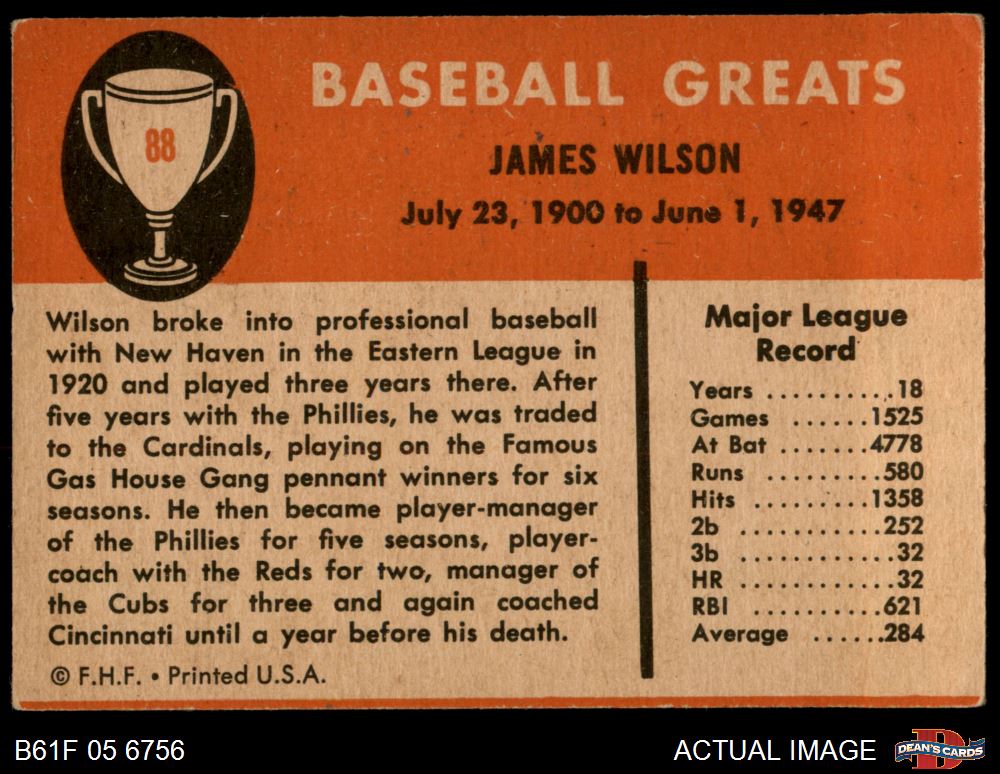 88
BASEBALL GREATS
JAMES WILSON
July 23, 1900 to June 1, 1947
Wilson broke into professional baseball
with New Haven in the Eastern League in
1920 and played three years there. After
five years with the Phillies, he was traded
to the Cardinals, playing on the Famous
Gas House Gang pennant winners for six
seasons. He then became player-manager
of the Phillies for five seasons, player-
coach with the Reds for two, manager of
the Cubs for three and again coached
Cincinnati until a year before his death.
© F.H.F. • Printed U.S.A.
Major League
Record
Years ..........18
Games ......1525
At Bat .......4778
Runs .........580
Hits .........1358
2b ...........252
3b .............32
HR .............32
RBI ..........621
Average ......284
B61F 05 6756
ACTUAL IMAGE
D
DEAN'S CARDS